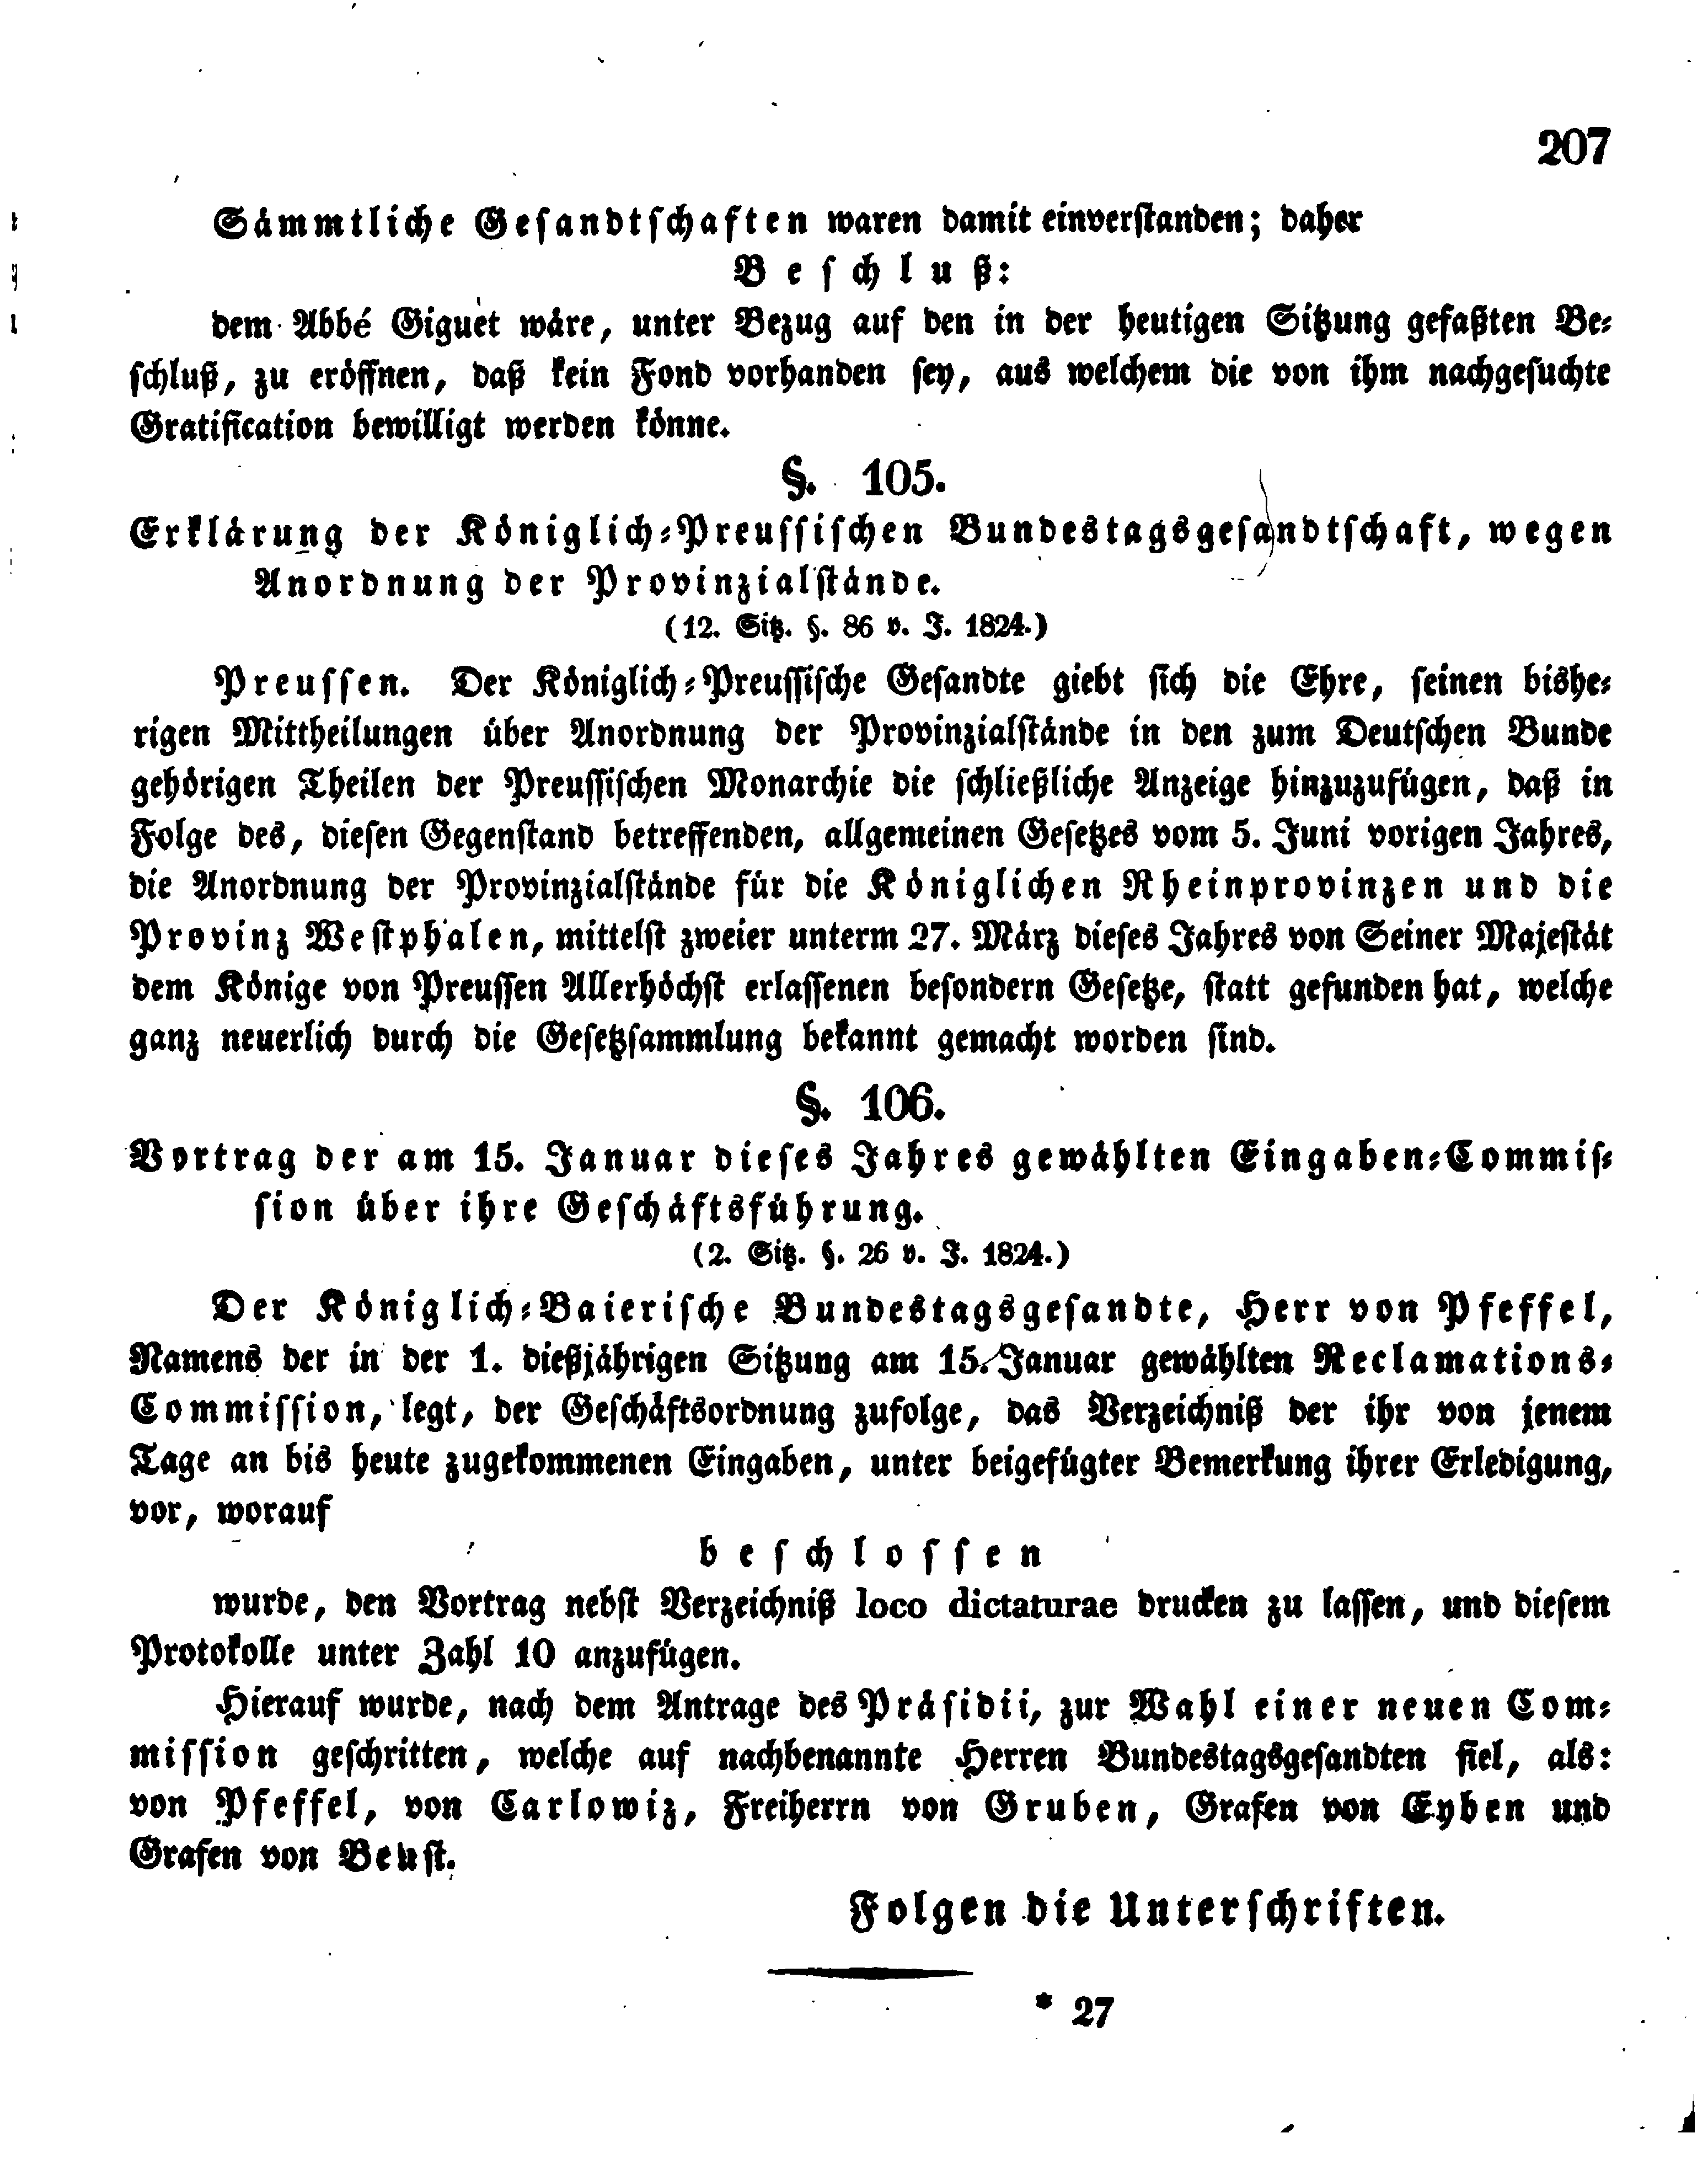 207
Sämmtliche Gesandtschaften waren damit einverstanden; daher
Beschluß:
dem Abbé Giguet wäre, unter Bezug auf den in der heutigen Sitzung gefaßten Be-
schluß, zu eröffnen, daß kein Fond vorhanden sey, aus welchem die von ihm nachgesuchte
Gratification bewilligt werden könne.
§. 105.
Erklärung der Königlich-Preussischen Bundestagsgesandtschaft, wegen
Anordnung der Provinzialstände.
(12. Sitz. §. 86 v. J. 1824.)
Preussen. Der Königlich-Preussische Gesandte giebt sich die Ehre, seinen bishe-
rigen Mittheilungen über Anordnung der Provinzialstände in den zum Deutschen Bunde
gehörigen Theilen der Preussischen Monarchie die schließliche Anzeige hinzuzufügen, daß in
Folge des, diesen Gegenstand betreffenden, allgemeinen Gesetzes vom 5. Juni vorigen Jahres,
die Anordnung der Provinzialstände für die Königlichen Rheinprovinzen und die
Provinz Westphalen, mittelst zweier unterm 27. März dieses Jahres von Seiner Majestät
dem Könige von Preussen Allerhöchst erlassenen besondern Gesetze, statt gefunden hat, welche
ganz neuerlich durch die Gesetzsammlung bekannt gemacht worden sind.
§. 106.
Vortrag der am 15. Januar dieses Jahres gewählten Eingaben-Commis-
sion über ihre Geschäftsführung.
(2. Sitz. §. 26 v. J. 1824.)
Der Königlich-Baierische Bundestagsgesandte, Herr von Pfeffel,
Namens der in der 1. dießjährigen Sitzung am 15. Januar gewählten Reclamations-
Commission, legt, der Geschäftsordnung zufolge, das Verzeichniß der ihr von jenem
Tage an bis heute zugekommenen Eingaben, unter beigefügter Bemerkung ihrer Erledigung,
vor, worauf
beschlossen
wurde, den Vortrag nebst Verzeichniß loco dictaturae drucken zu lassen, und diesem
Protokolle unter Zahl 10 anzufügen.
Hierauf wurde, nach dem Antrage des Präsidii, zur Wahl einer neuen Com-
mission geschritten, welche auf nachbenannte Herren Bundestagsgesandten fiel, als:
von Pfeffel, von Carlowiz, Freiherrn von Gruben, Grafen von Eyben und
Grafen von Beust.
Folgen die Unterschriften.
* 27